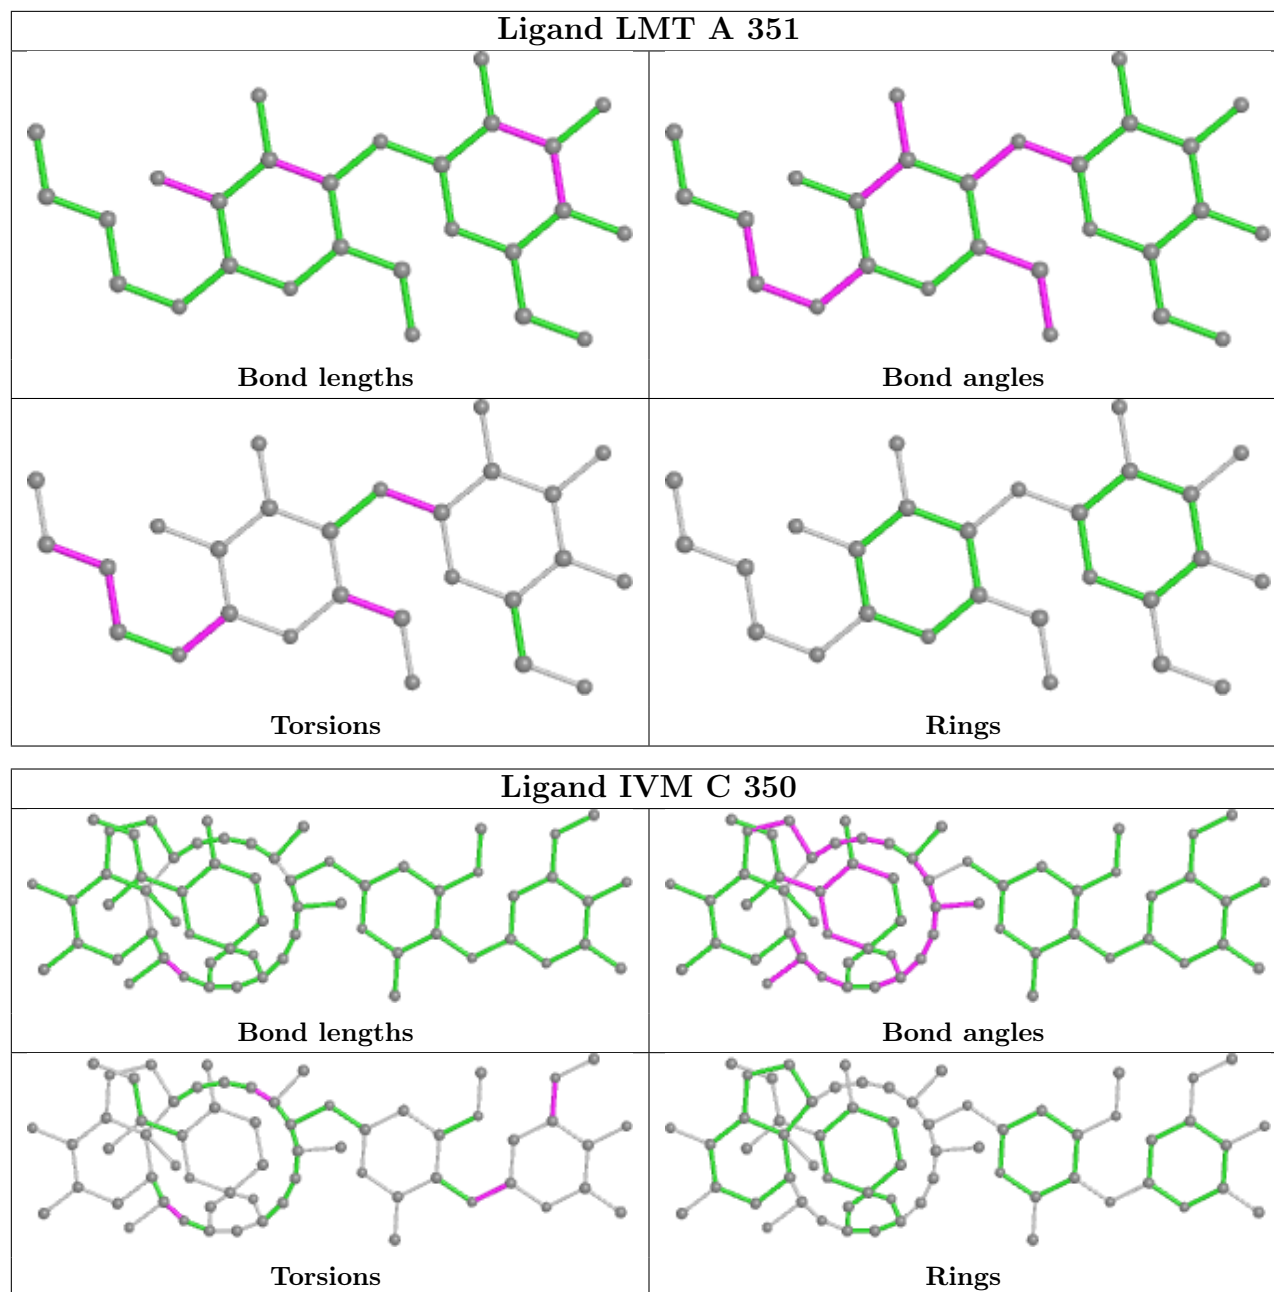 Ligand LMT A 351
Bond lengths
Bond angles
Torsions
Rings
Ligand IVM C 350
Bond lengths
Bond angles
Torsions
Rings